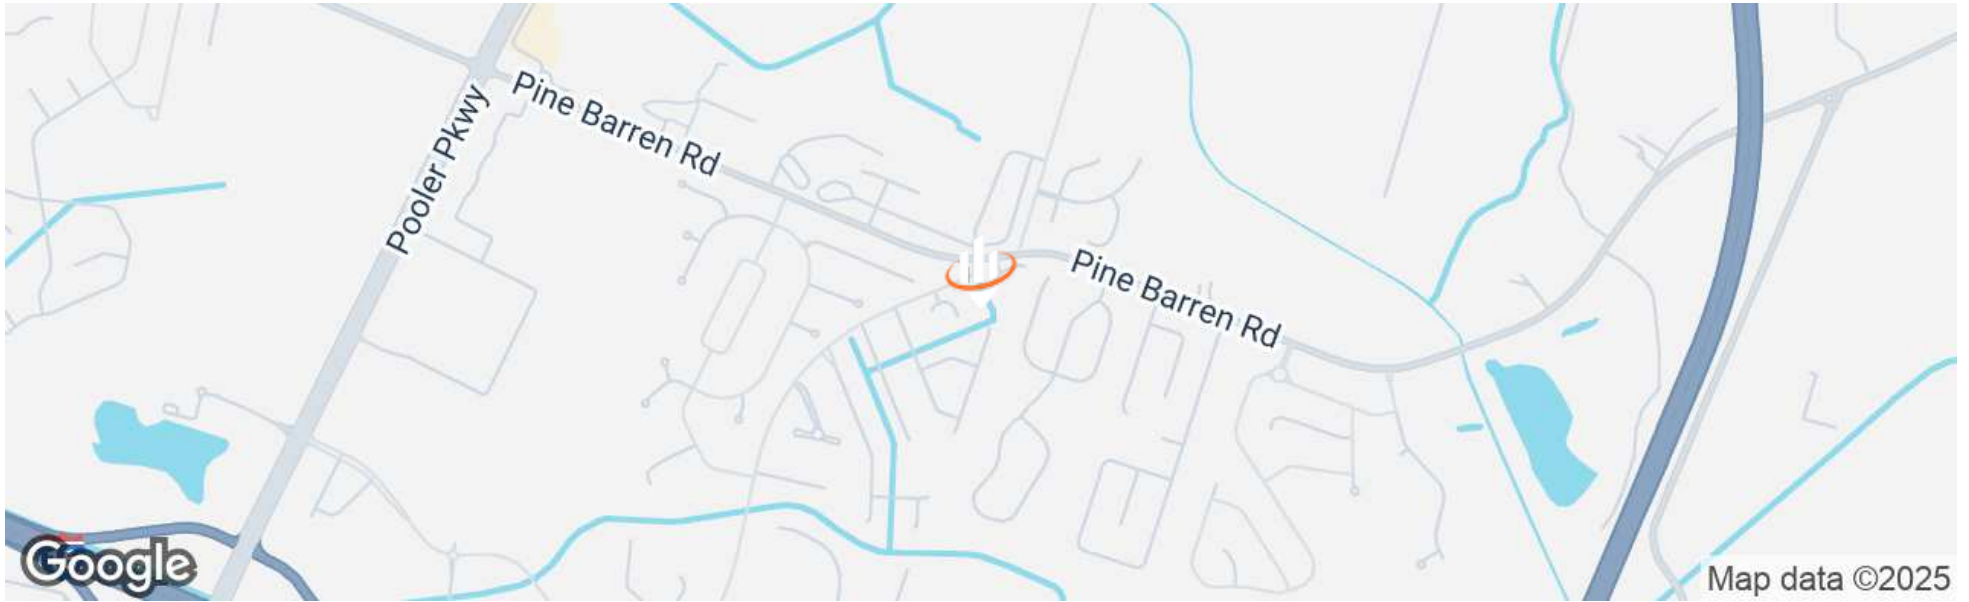 Pine Barren Rd
Pooler Pkwy
Pine Barren Rd
Google
Map data ©2025